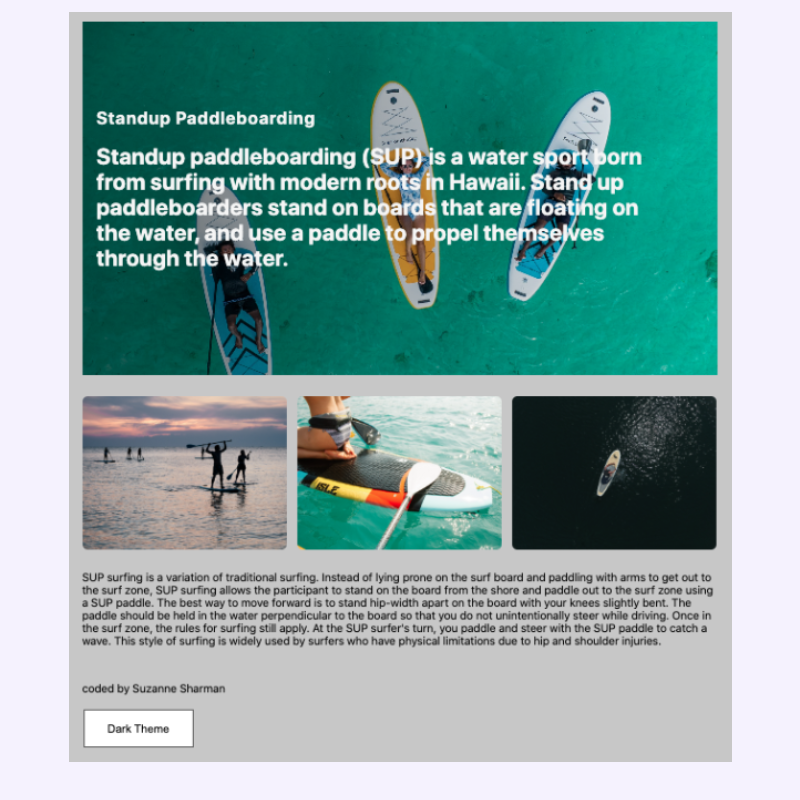 Standup Paddleboarding
Standup paddleboarding (SUP) is a water sport born
from surfing with modern roots in Hawaii. Stand up
paddleboarders stand on boards that are floating on
the water, and use a paddle to propel themselves
through the water.
ISLE
SUP surfing is a variation of traditional surfing. Instead of lying prone on the surf board and paddling with arms to get out to
the surf zone, SUP surfing allows the participant to stand on the board from the shore and paddle out to the surf zone using
a SUP paddle. The best way to move forward is to stand hip-width apart on the board with your knees slightly bent. The
paddle should be held in the water perpendicular to the board so that you do not unintentionally steer while driving. Once in
the surf zone, the rules for surfing still apply. At the SUP surfer's turn, you paddle and steer with the SUP paddle to catch a
wave. This style of surfing is widely used by surfers who have physical limitations due to hip and shoulder injuries.
coded by Suzanne Sharman
Dark Theme